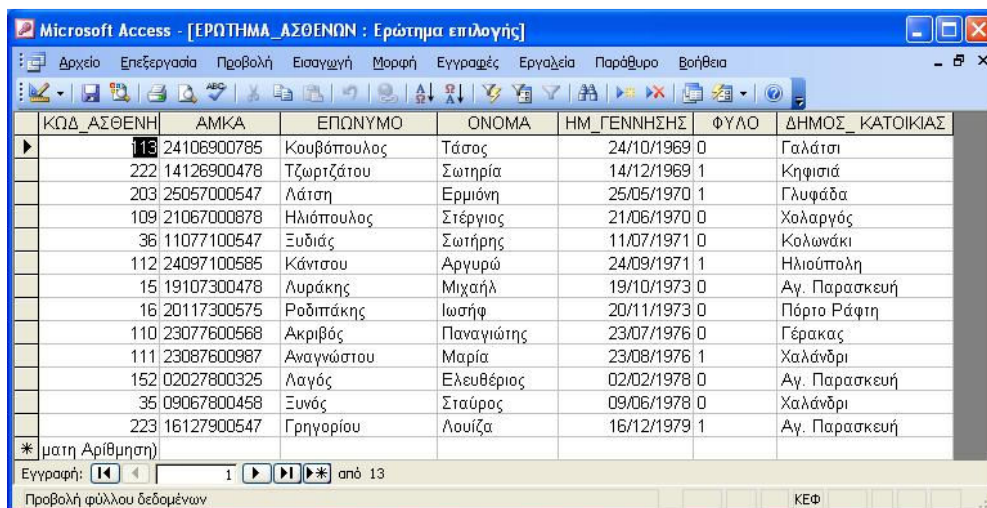 Microsoft Access - [ΕΡΩΤΗΜΑ_ΑΣΘΕΝΩΝ : Ερώτημα επιλογής]
Αρχείο Επεξεργασία Προβολή Εισαγωγή Μορφή Εγγραφές Εργαλεία Παράθυρο Βοήθεια
ΚΩΔ_ΑΣΘΕΝΗ ΑΜΚΑ ΕΠΩΝΥΜΟ ΟΝΟΜΑ ΗΜ_ΓΕΝΝΗΣΗΣ ΦΥΛΟ ΔΗΜΟΣ_ ΚΑΤΟΙΚΙΑΣ
113 24106900785 Κουβόπουλος Τάσος 24/10/1969 0 Γαλάτσι
222 14126900478 Τζωρτζάτου Σωτηρία 14/12/1969 1 Κηφισιά
203 25057000547 Λάτση Ερμιόνη 25/05/1970 1 Γλυφάδα
109 21067000878 Ηλιόπουλος Στέργιος 21/06/1970 0 Χολαργός
36 11077100547 Ξυδιάς Σωτήρης 11/07/1971 0 Κολωνάκι
112 24097100585 Κάντσου Αργυρώ 24/09/1971 1 Ηλιούπολη
15 19107300478 Λυράκης Μιχαήλ 19/10/1973 0 Αγ. Παρασκευή
16 20117300575 Ροδιπάκης Ιωσήφ 20/11/1973 0 Πόρτο Ράφτη
110 23077600568 Ακριβός Παναγιώτης 23/07/1976 0 Γέρακας
111 23087600987 Αναγνώστου Μαρία 23/08/1976 1 Χαλάνδρι
152 02027800325 Λαγός Ελευθέριος 02/02/1978 0 Αγ. Παρασκευή
35 09067800458 Ξυνός Σταύρος 09/06/1978 0 Χαλάνδρι
223 16127900547 Γρηγορίου Λουίζα 16/12/1979 1 Αγ. Παρασκευή
ματη Αρίθμηση)
Εγγραφή: 1 από 13
Προβολή φύλλου δεδομένων ΚΕΦ